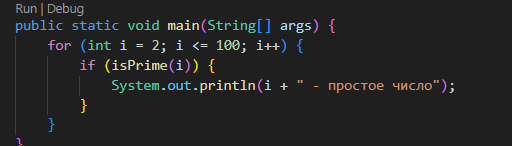 Run | Debug
public static void main(String[] args) {
    for (int i = 2; i <= 100; i++) {
        if (isPrime(i)) {
            System.out.println(i + " - простое число");
        }
    }
}